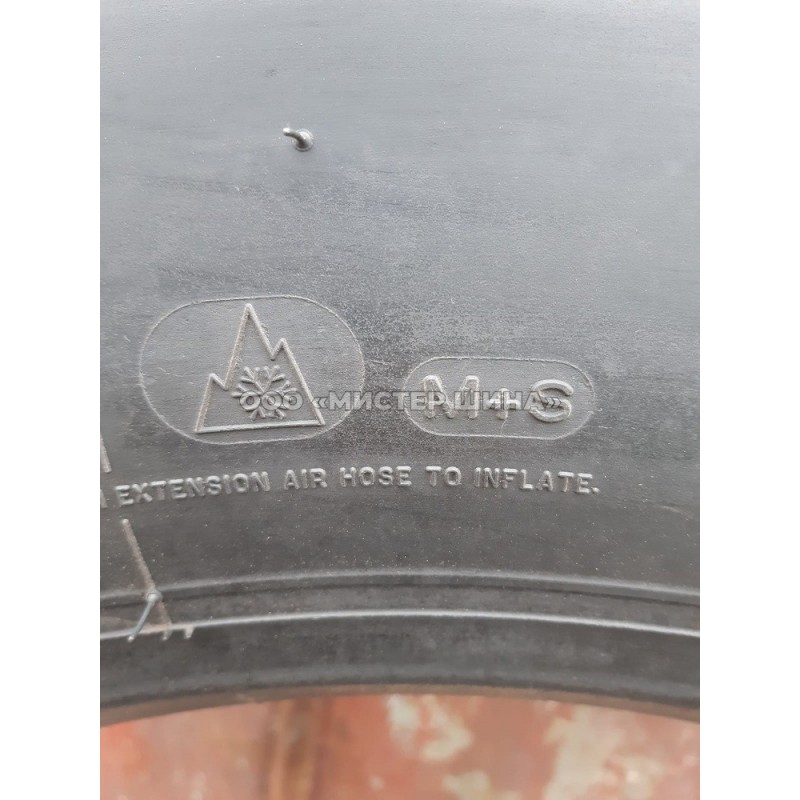 ООО «МИСТЕР ШИНА»
M+S
EXTENSION AIR HOSE TO INFLATE.